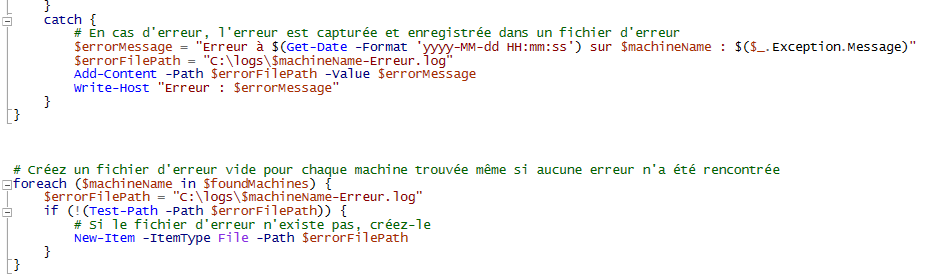 }
catch {
# En cas d'erreur, l'erreur est capturée et enregistrée dans un fichier d'erreur
$errorMessage = "Erreur à $(Get-Date -Format 'yyyy-MM-dd HH:mm:ss') sur $machineName : $($_.Exception.Message)"
$errorFilePath = "C:\logs\$machineName-Erreur.log"
Add-Content -Path $errorFilePath -Value $errorMessage
Write-Host "Erreur : $errorMessage"
}
}
# Créez un fichier d'erreur vide pour chaque machine trouvée même si aucune erreur n'a été rencontrée
foreach ($machineName in $foundMachines) {
$errorFilePath = "C:\logs\$machineName-Erreur.log"
if (!(Test-Path -Path $errorFilePath)) {
# Si le fichier d'erreur n'existe pas, créez-le
New-Item -ItemType File -Path $errorFilePath
}
}